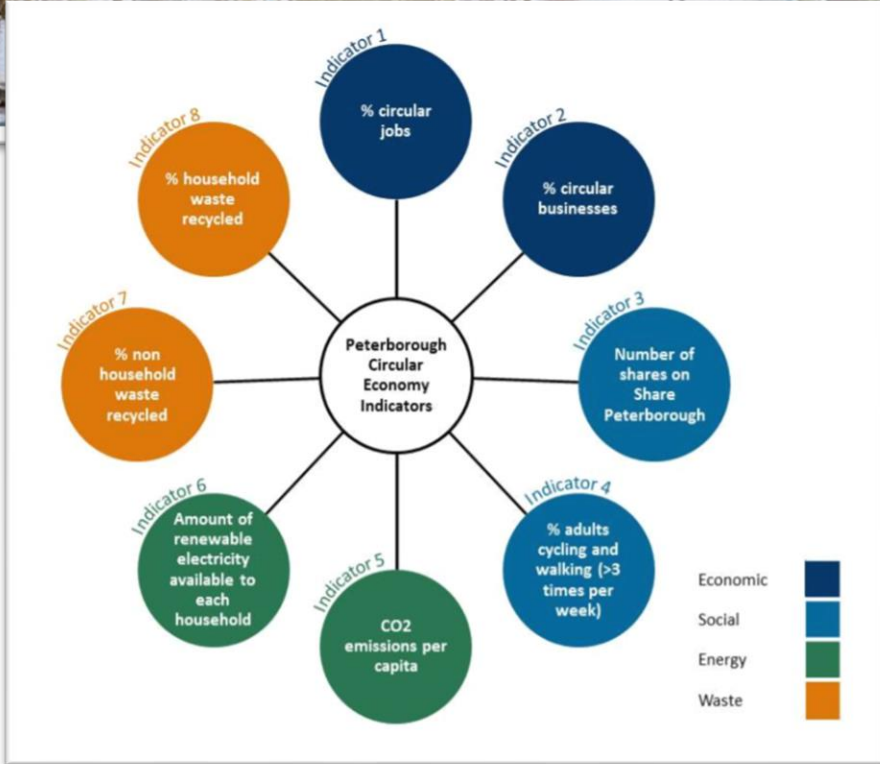 Indicator 1
% circular
jobs
Indicator 2
% circular
businesses
Indicator 3
Number of
shares on
Share
Peterborough
Indicator 4
% adults
cycling and
walking (>3
times per
week)
Indicator 5
CO2
emissions per
capita
Indicator 6
Amount of
renewable
electricity
available to
each
household
Indicator 7
% non
household
waste
recycled
Indicator 8
% household
waste
recycled
Peterborough
Circular
Economy
Indicators
Economic
Social
Energy
Waste